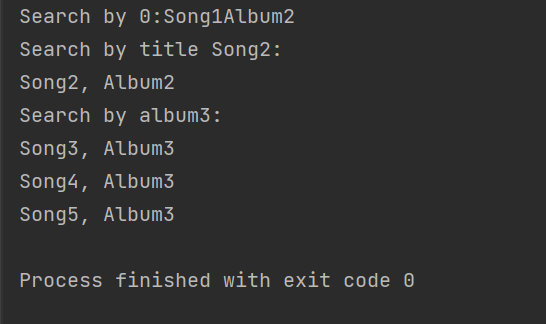 Search by 0:Song1Album2
Search by title Song2:
Song2, Album2
Search by album3:
Song3, Album3
Song4, Album3
Song5, Album3
Process finished with exit code 0